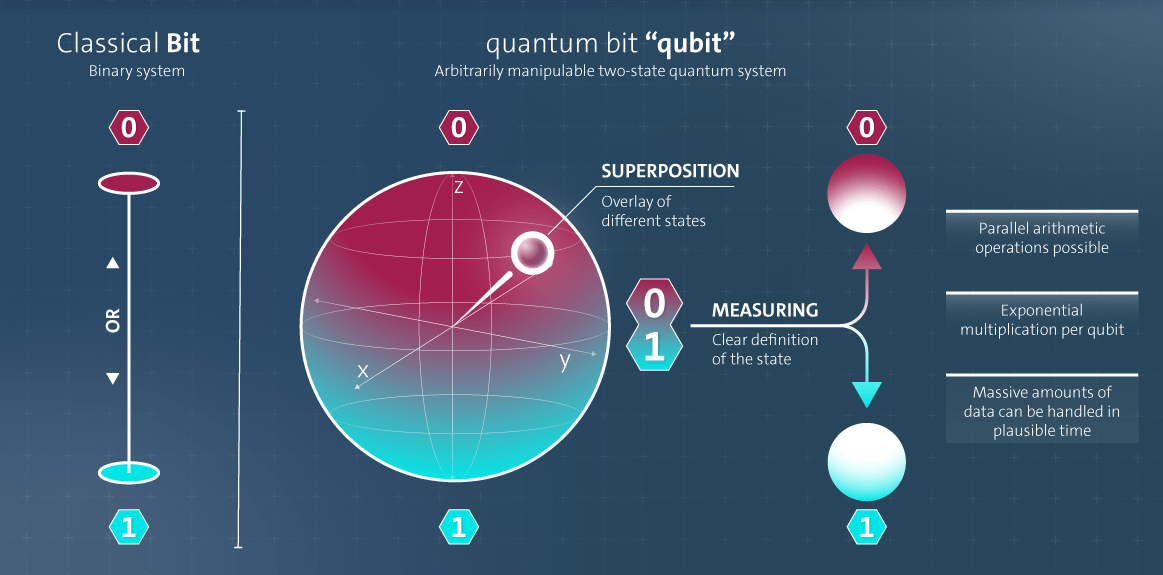 Classical Bit
Binary system
0
OR
1
quantum bit “qubit”
Arbitrarily manipulable two-state quantum system
0
z
x
y
1
SUPERPOSITION
Overlay of
different states
0
1
MEASURING
Clear definition
of the state
0
1
Parallel arithmetic
operations possible
Exponential
multiplication per qubit
Massive amounts of
data can be handled in
plausible time